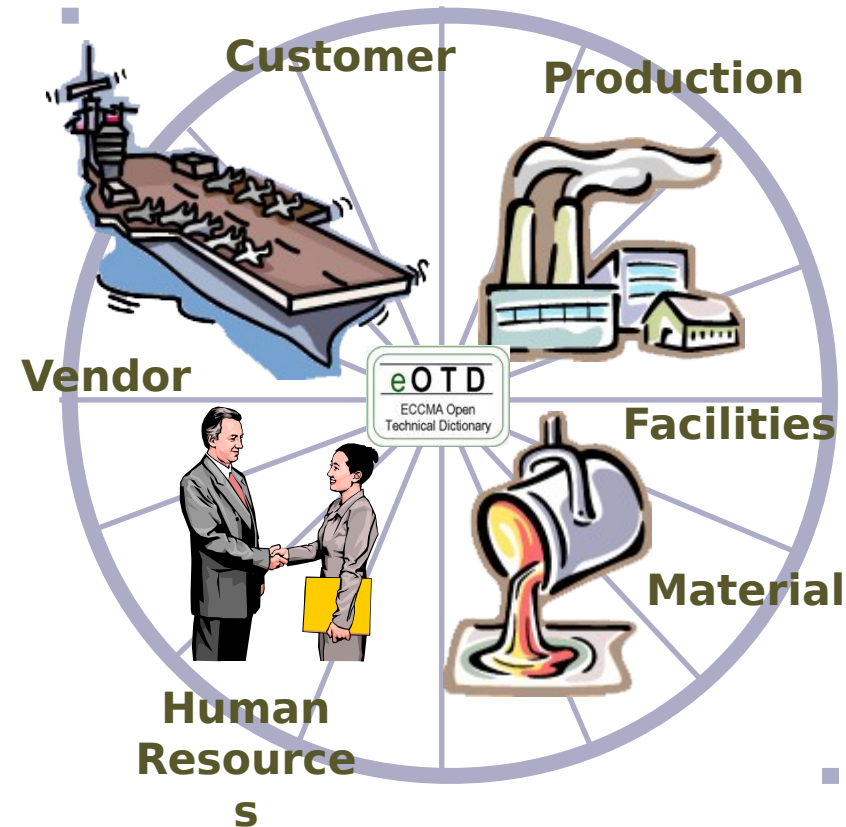 Customer
Production
Vendor
eOTD
ECCMA Open
Technical Dictionary
Facilities
Material
Human
Resource
s